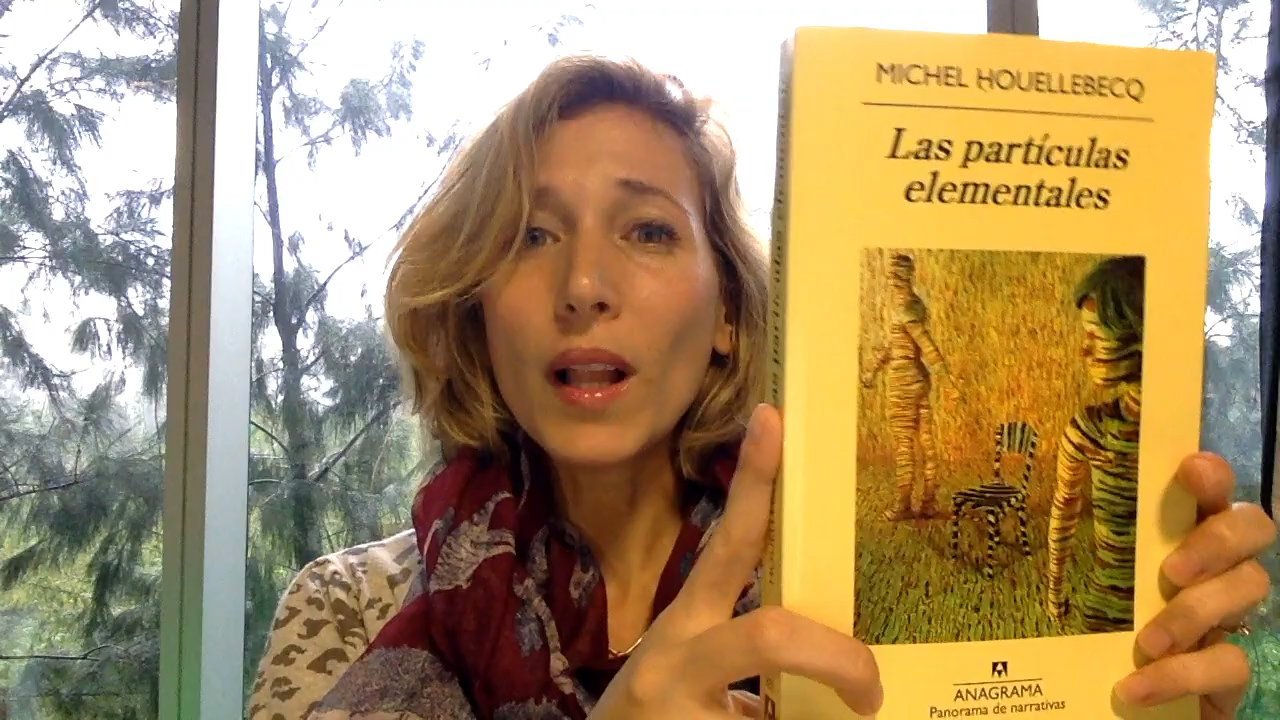 MICHEL HOUELLEBECQ
Las partículas
elementales
ANAGRAMA
Panorama de narrativas